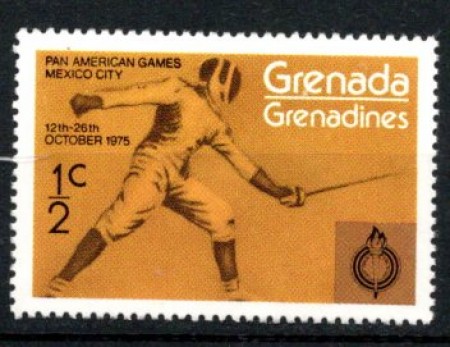 PAN AMERICAN GAMES
MEXICO CITY
12th-26th
OCTOBER 1975
½c
Grenada
Grenadines